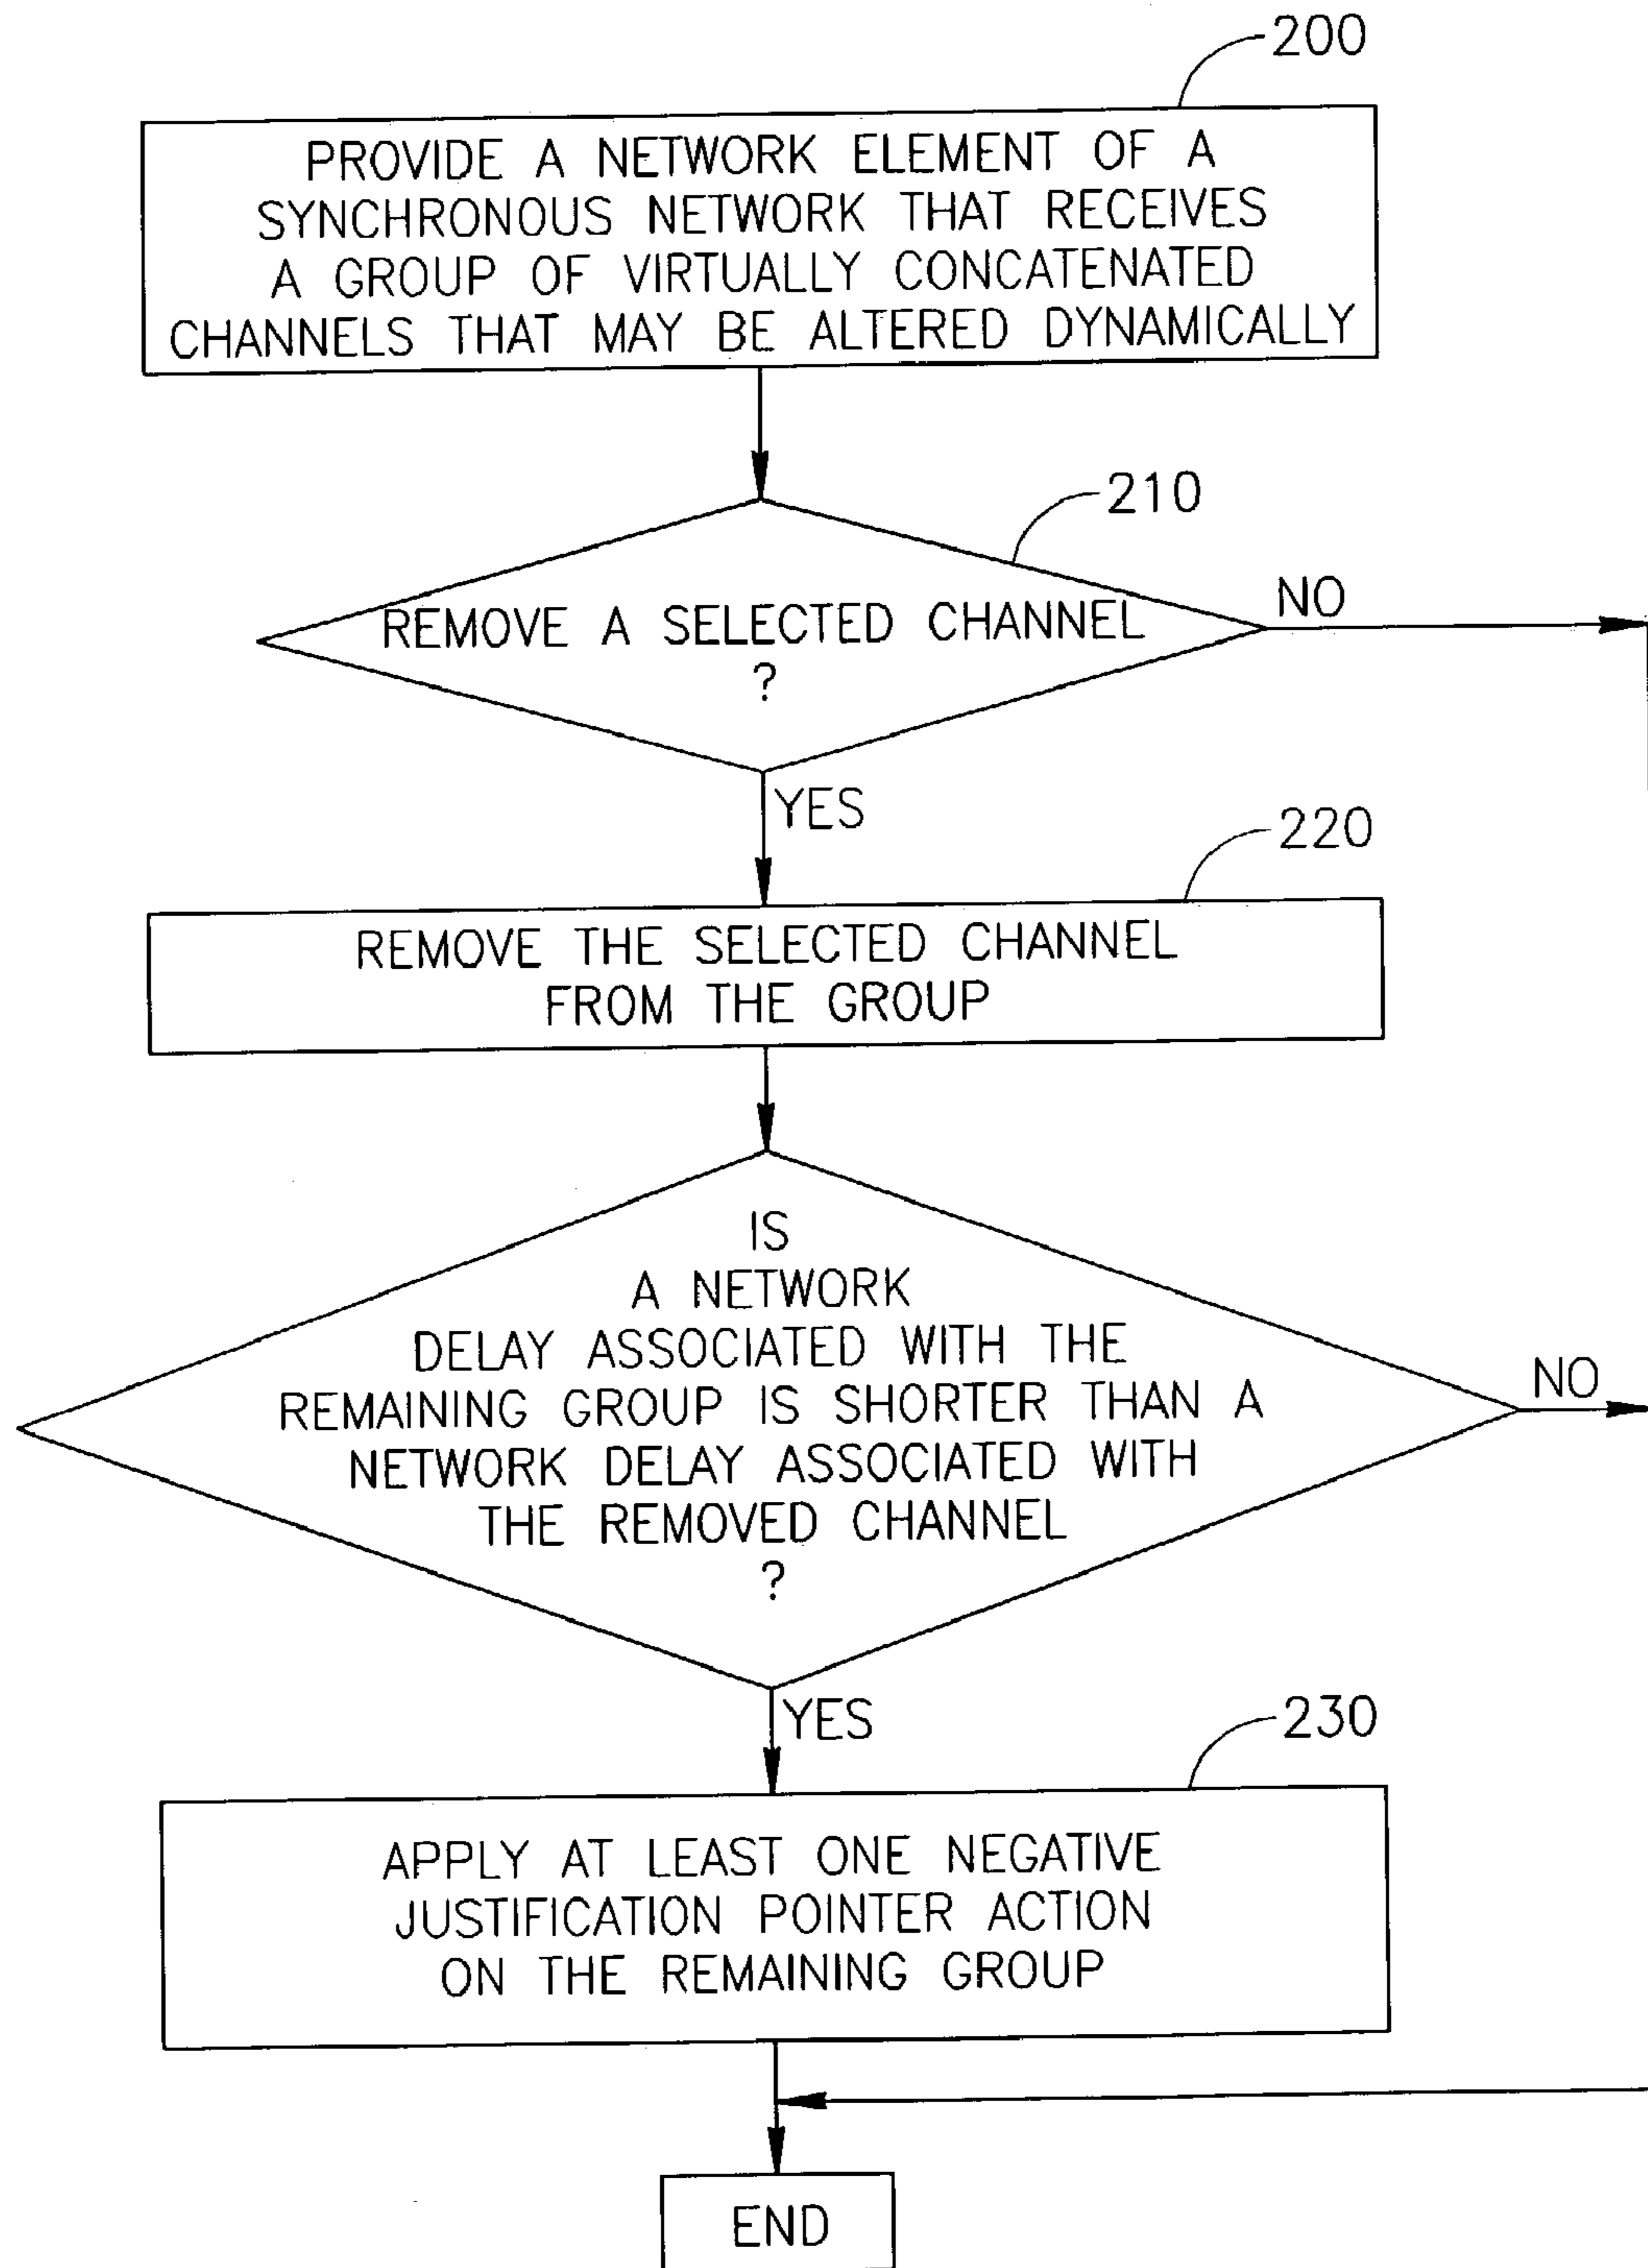 200
PROVIDE A NETWORK ELEMENT OF A
SYNCHRONOUS NETWORK THAT RECEIVES
A GROUP OF VIRTUALLY CONCATENATED
CHANNELS THAT MAY BE ALTERED DYNAMICALLY
210
REMOVE A SELECTED CHANNEL
?
NO
YES
220
REMOVE THE SELECTED CHANNEL
FROM THE GROUP
IS
A NETWORK
DELAY ASSOCIATED WITH THE
REMAINING GROUP IS SHORTER THAN A
NETWORK DELAY ASSOCIATED WITH
THE REMOVED CHANNEL
?
NO
YES
230
APPLY AT LEAST ONE NEGATIVE
JUSTIFICATION POINTER ACTION
ON THE REMAINING GROUP
END